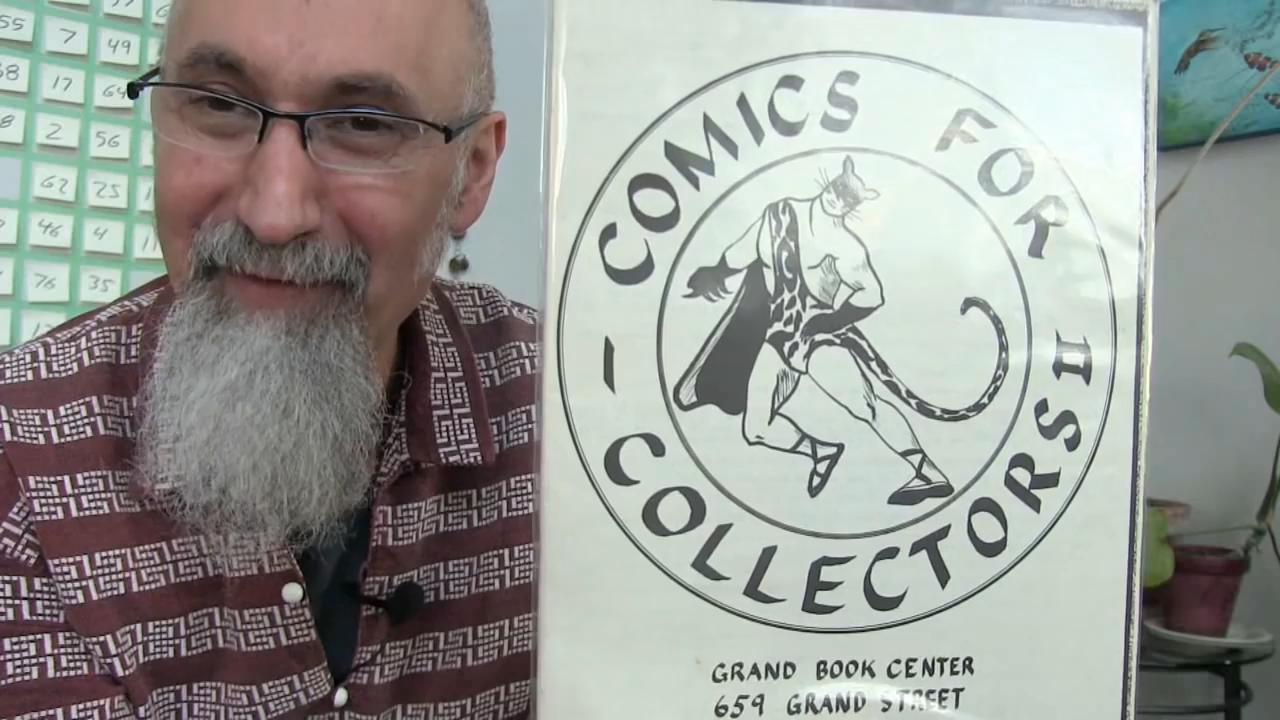 55 7 49
17 64
8 2 56
62 25
46 4
76 35
COMICS FOR
COLLECTORS II
GRAND BOOK CENTER
659 GRAND STREET